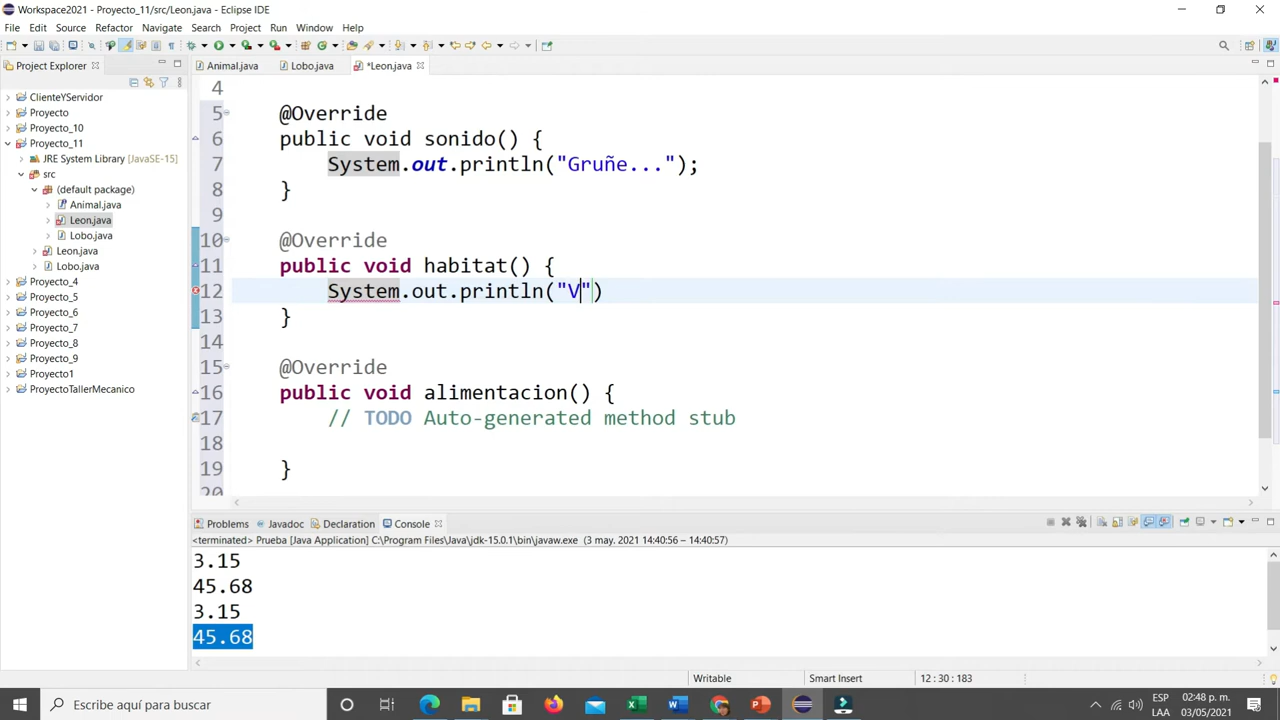 Workspace2021 - Proyecto_11/src/Leon.java - Eclipse IDE
File Edit Source Refactor Navigate Search Project Run Window Help
Project Explorer
Animal.java Lobo.java *Leon.java
ClienteYServidor
Proyecto
Proyecto_10
Proyecto_11
JRE System Library [JavaSE-15]
src
(default package)
Animal.java
Leon.java
Lobo.java
Leon.java
Lobo.java
Proyecto_4
Proyecto_5
Proyecto_6
Proyecto_7
Proyecto_8
Proyecto_9
Proyecto1
ProyectoTallerMecanico
4
5 @Override
6 public void sonido() {
7 System.out.println("Gruñe...");
8 }
9
10 @Override
11 public void habitat() {
12 System.out.println("V")
13 }
14
15 @Override
16 public void alimentacion() {
17 // TODO Auto-generated method stub
18
19 }
20
Problems Javadoc Declaration Console
<terminated> Prueba [Java Application] C:\Program Files\Java\jdk-15.0.1\bin\javaw.exe (3 may. 2021 14:40:56 – 14:40:57)
3.15
45.68
3.15
45.68
Writable Smart Insert 12 : 30 : 183
Escribe aquí para buscar
ESP
LAA
02:48 p. m.
03/05/2021